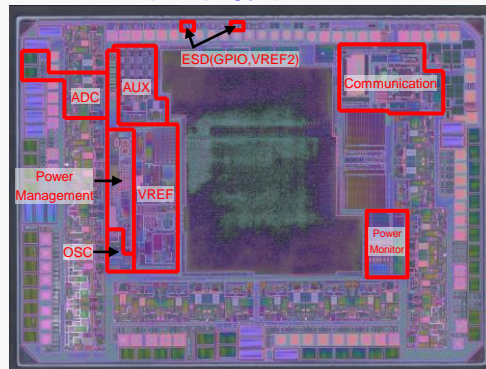 ESD(GPIO,VREF2)
ADC
AUX
Communication
Power
Management
VREF
OSC
Power
Monitor